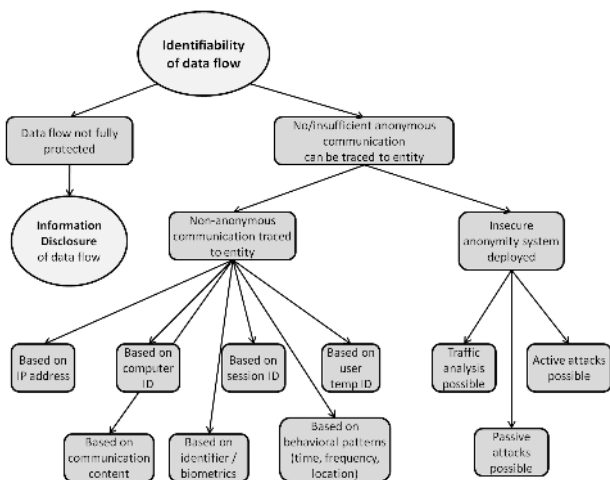 Identifiability
of data flow
Data flow not fully
protected
No/insufficient anonymous
communication
can be traced to entity
Information
Disclosure
of data flow
Non-anonymous
communication traced
to entity
Insecure
anonymity system
deployed
Based on
IP address
Based on
computer
ID
Based on
session ID
Based on
user
temp ID
Traffic
analysis
possible
Active attacks
possible
Based on
communication
content
Based on
identifier /
biometrics
Based on
behavioral patterns
(time, frequency,
location)
Passive
attacks
possible